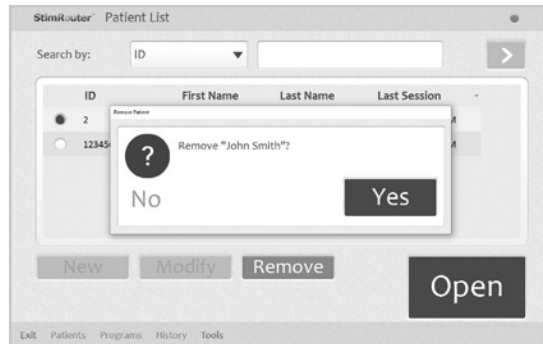 StimRouter Patient List
Search by: ID
ID First Name Last Name Last Session
Remove Patient
2 M
12345 M
Remove "John Smith"?
?
No Yes
New Modify Remove Open
Exit Patients Programs History Tools